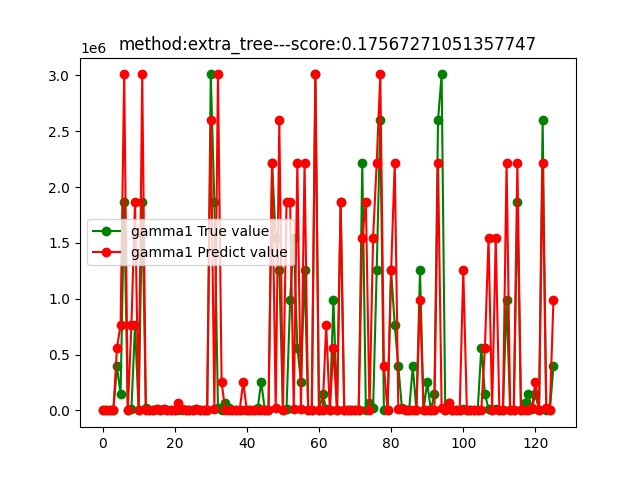 method:extra_tree---score:0.17567271051357747
1e6
3.0
2.5
2.0
1.5
1.0
0.5
0.0
gamma1 True value
gamma1 Predict value
0 20 40 60 80 100 120